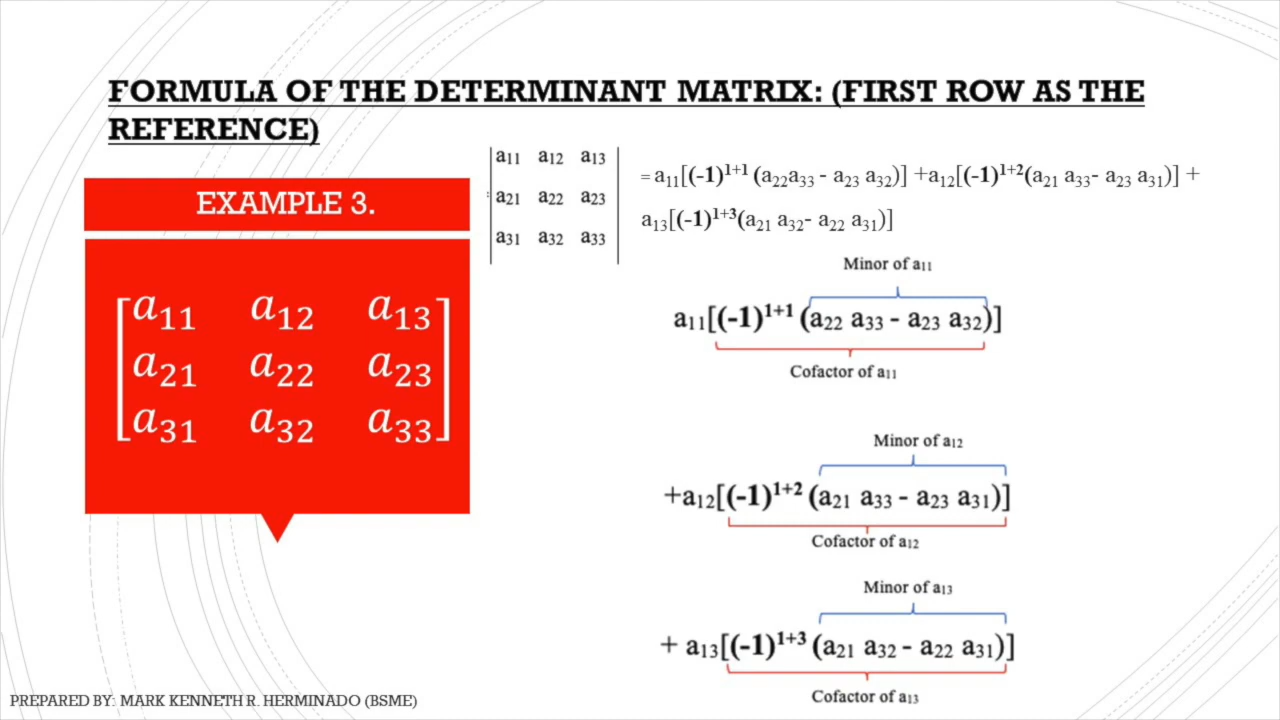 FORMULA OF THE DETERMINANT MATRIX: (FIRST ROW AS THE
REFERENCE)
EXAMPLE 3.
a₁₁ a₁₂ a₁₃
a₂₁ a₂₂ a₂₃
a₃₁ a₃₂ a₃₃
a₁₁ a₁₂ a₁₃
a₂₁ a₂₂ a₂₃
a₃₁ a₃₂ a₃₃
= a₁₁[(-1)¹⁺¹ (a₂₂a₃₃ - a₂₃ a₃₂)] +a₁₂[(-1)¹⁺²(a₂₁ a₃₃- a₂₃ a₃₁)] +
a₁₃[(-1)¹⁺³(a₂₁ a₃₂- a₂₂ a₃₁)]
Minor of a₁₁
a₁₁[(-1)¹⁺¹ (a₂₂ a₃₃ - a₂₃ a₃₂)]
Cofactor of a₁₁
Minor of a₁₂
+a₁₂[(-1)¹⁺² (a₂₁ a₃₃ - a₂₃ a₃₁)]
Cofactor of a₁₂
Minor of a₁₃
+ a₁₃[(-1)¹⁺³ (a₂₁ a₃₂ - a₂₂ a₃₁)]
Cofactor of a₁₃
PREPARED BY: MARK KENNETH R. HERMINADO (BSME)